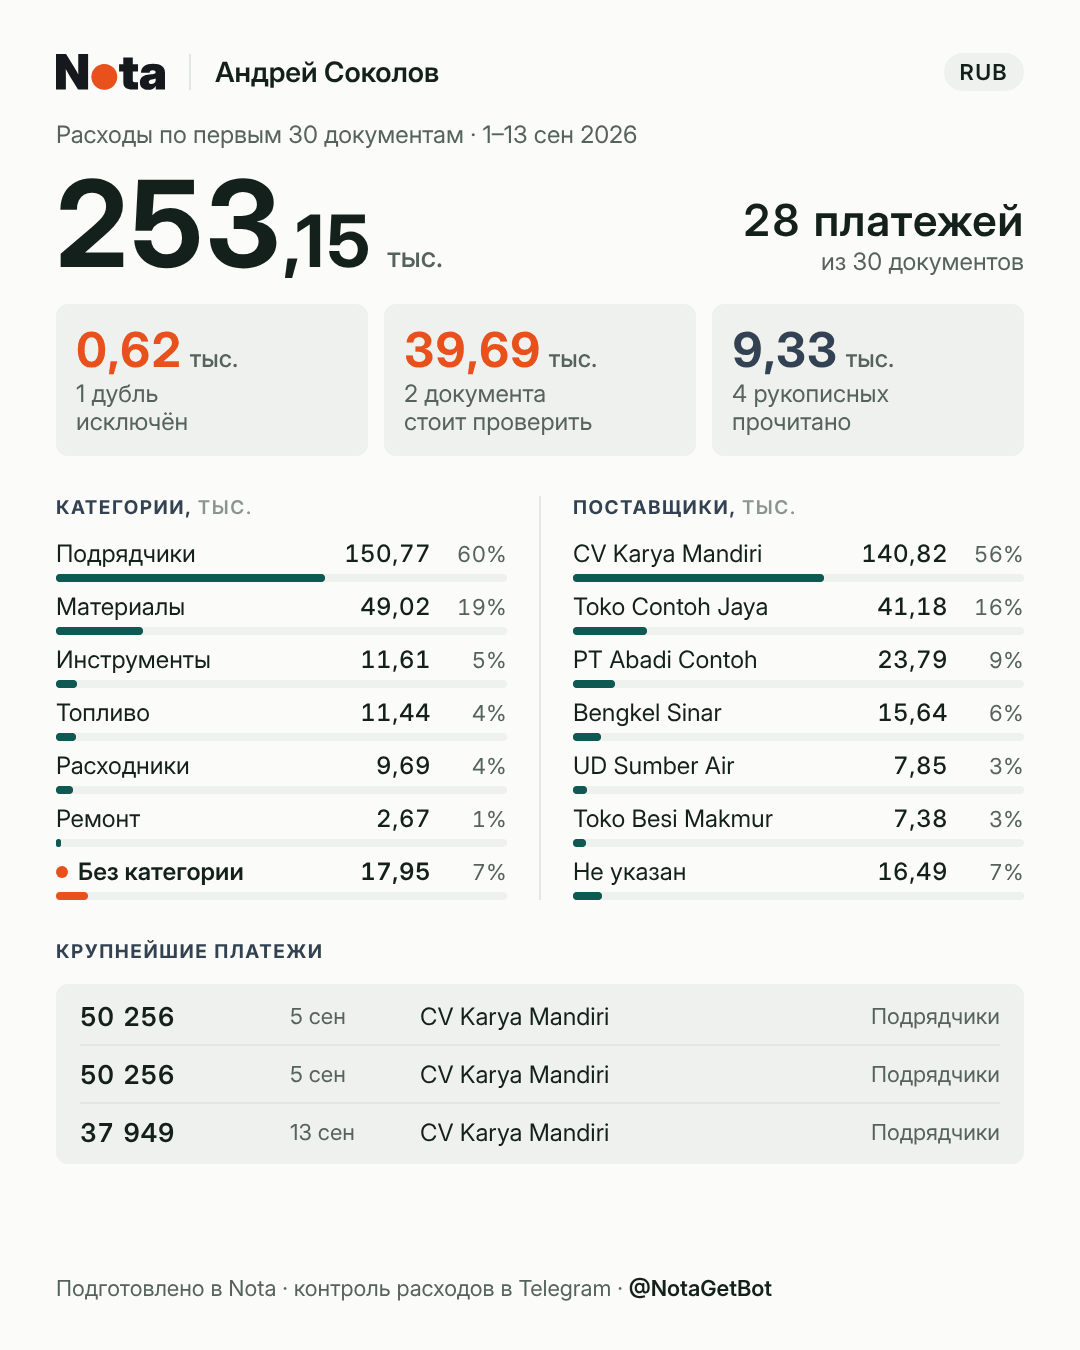 Nota
Андрей Соколов
RUB
Расходы по первым 30 документам · 1–13 сен 2026
253,15 тыс.
28 платежей
из 30 документов
0,62 тыс.
1 дубль
исключён
39,69 тыс.
2 документа
стоит проверить
9,33 тыс.
4 рукописных
прочитано
КАТЕГОРИИ, ТЫС.
Подрядчики 150,77 60%
Материалы 49,02 19%
Инструменты 11,61 5%
Топливо 11,44 4%
Расходники 9,69 4%
Ремонт 2,67 1%
Без категории 17,95 7%
ПОСТАВЩИКИ, ТЫС.
CV Karya Mandiri 140,82 56%
Toko Contoh Jaya 41,18 16%
PT Abadi Contoh 23,79 9%
Bengkel Sinar 15,64 6%
UD Sumber Air 7,85 3%
Toko Besi Makmur 7,38 3%
Не указан 16,49 7%
КРУПНЕЙШИЕ ПЛАТЕЖИ
50 256 5 сен CV Karya Mandiri Подрядчики
50 256 5 сен CV Karya Mandiri Подрядчики
37 949 13 сен CV Karya Mandiri Подрядчики
Подготовлено в Nota · контроль расходов в Telegram · @NotaGetBot